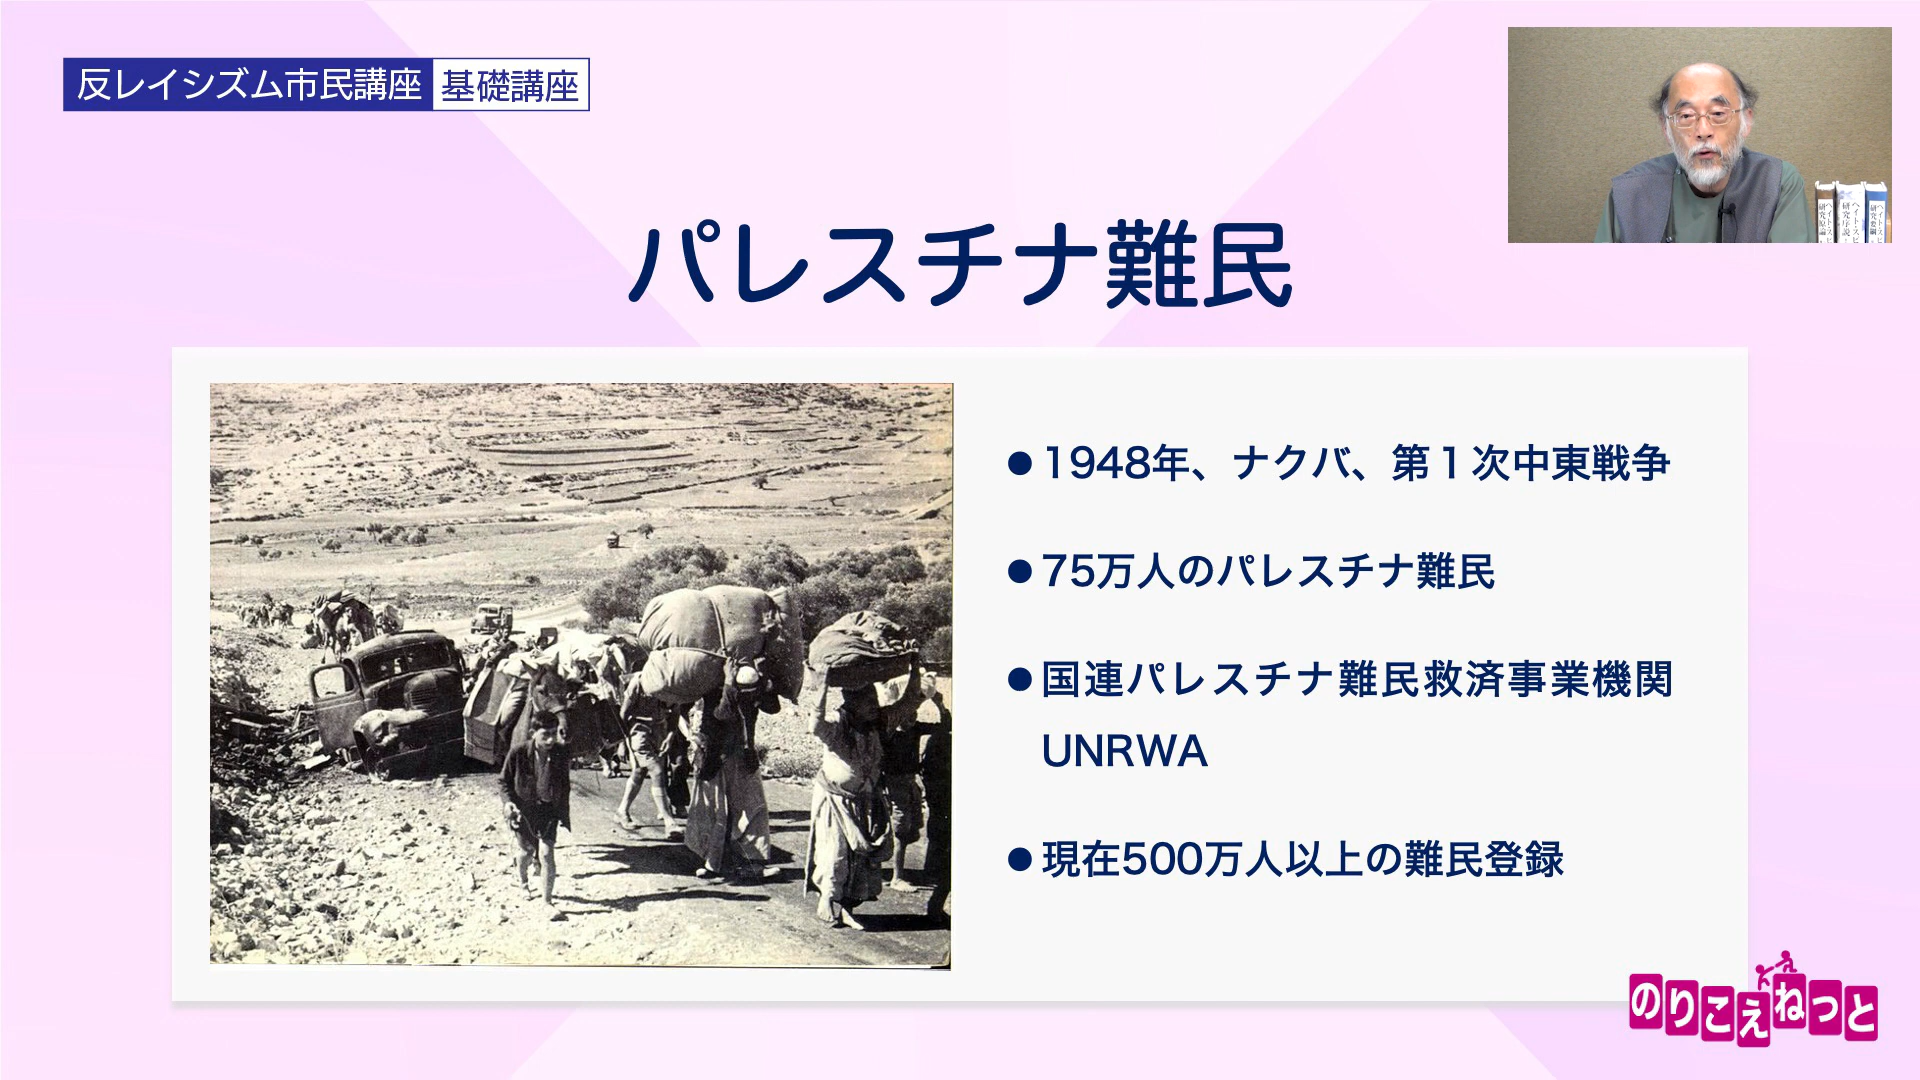 反レイシズム市民講座 基礎講座
パレスチナ難民
●1948年、ナクバ、第１次中東戦争
●75万人のパレスチナ難民
●国連パレスチナ難民救済事業機関
UNRWA
●現在500万人以上の難民登録
のりこえねっと